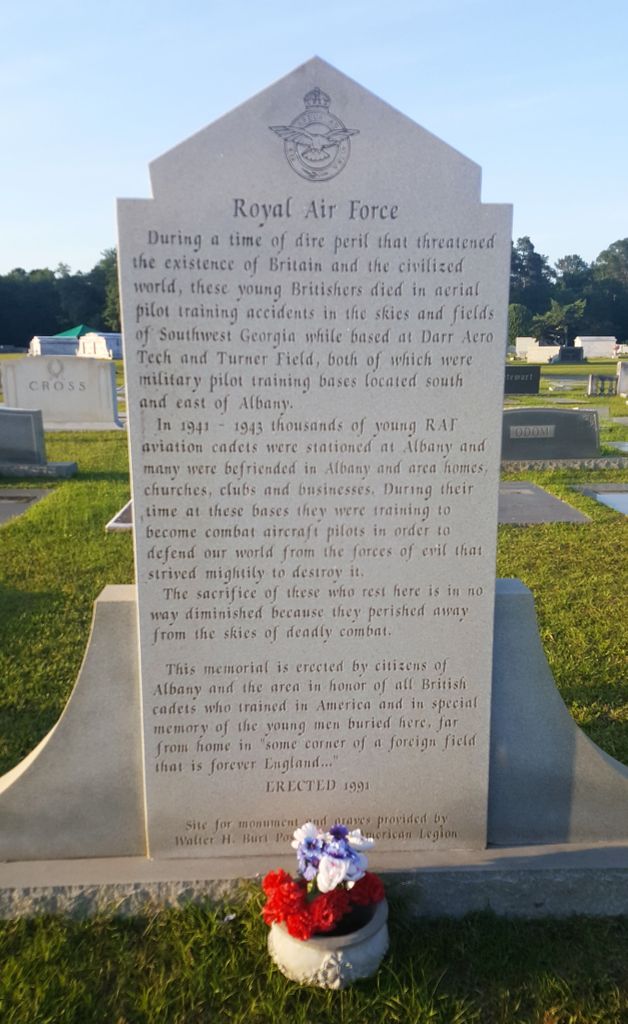 Royal Air Force
During a time of dire peril that threatened
the existence of Britain and the civilized
world, these young Britishers died in aerial
pilot training accidents in the skies and fields
of Southwest Georgia while based at Darr Aero
Tech and Turner Field, both of which were
military pilot training bases located south
and east of Albany.
In 1941 - 1943 thousands of young RAF
aviation cadets were stationed at Albany and
many were befriended in Albany and area homes,
churches, clubs and businesses. During their
time at these bases they were training to
become combat aircraft pilots in order to
defend our world from the forces of evil that
strived mightily to destroy it.
The sacrifice of these who rest here is in no
way diminished because they perished away
from the skies of deadly combat.
This memorial is erected by citizens of
Albany and the area in honor of all British
cadets who trained in America and in special
memory of the young men buried here, far
from home in "some corner of a foreign field
that is forever England..."
ERECTED 1991
Site for monument and graves provided by
Walter H. Burt American Legion
CROSS
ODOM